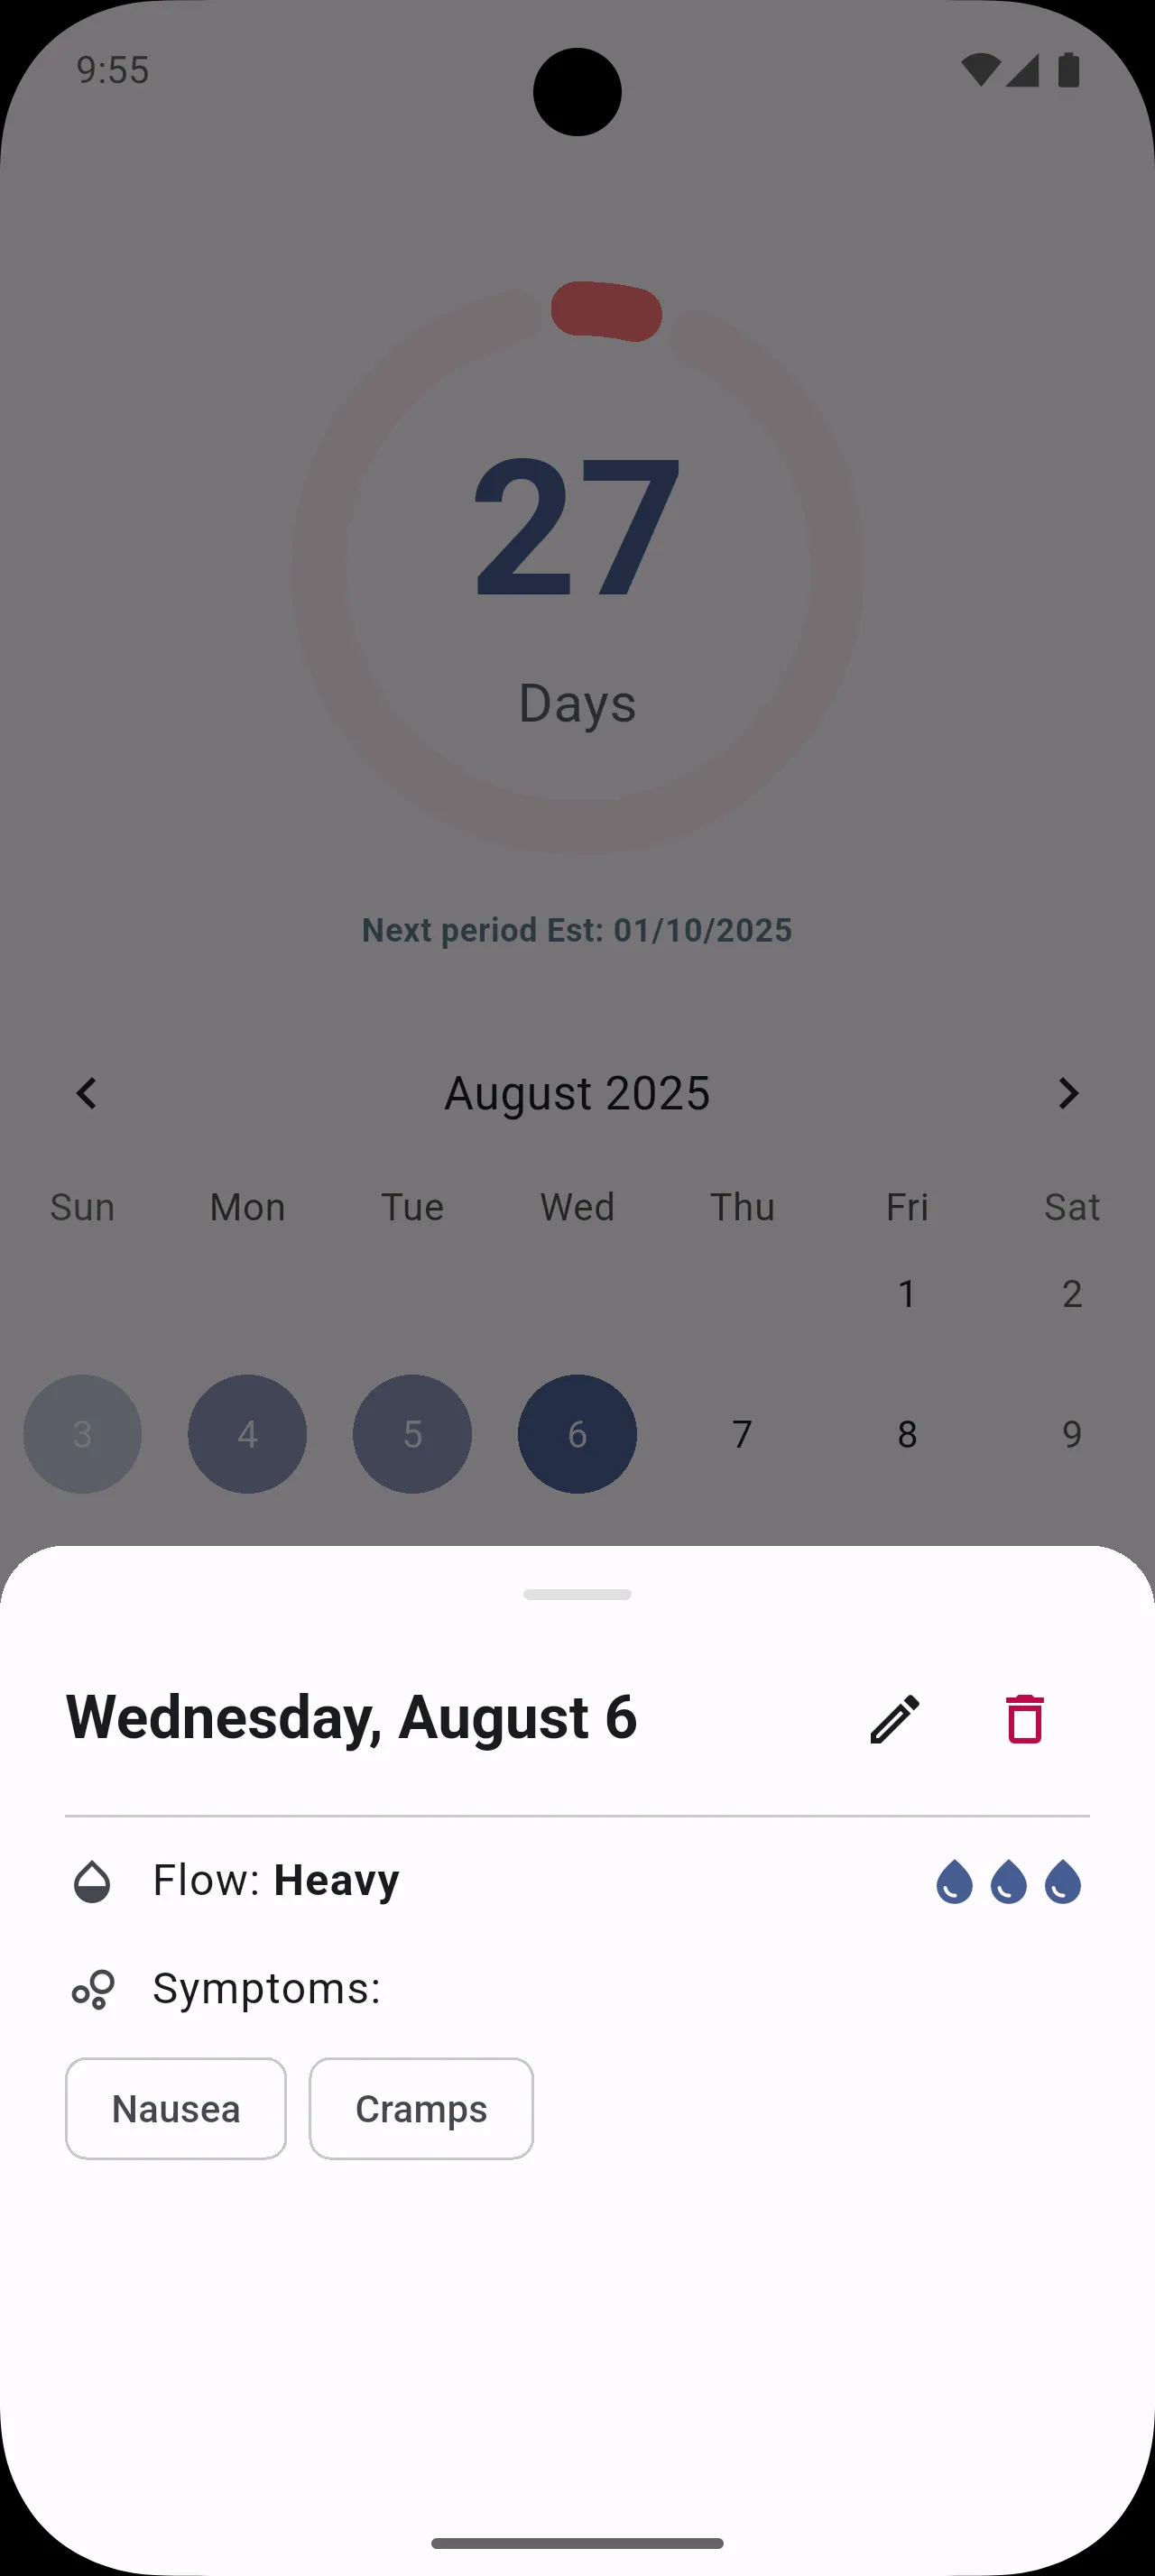 9:55
27
Days
Next period Est: 01/10/2025
August 2025
Sun Mon Tue Wed Thu Fri Sat
1 2
3 4 5 6 7 8 9
Wednesday, August 6
Flow: Heavy
Symptoms:
Nausea Cramps